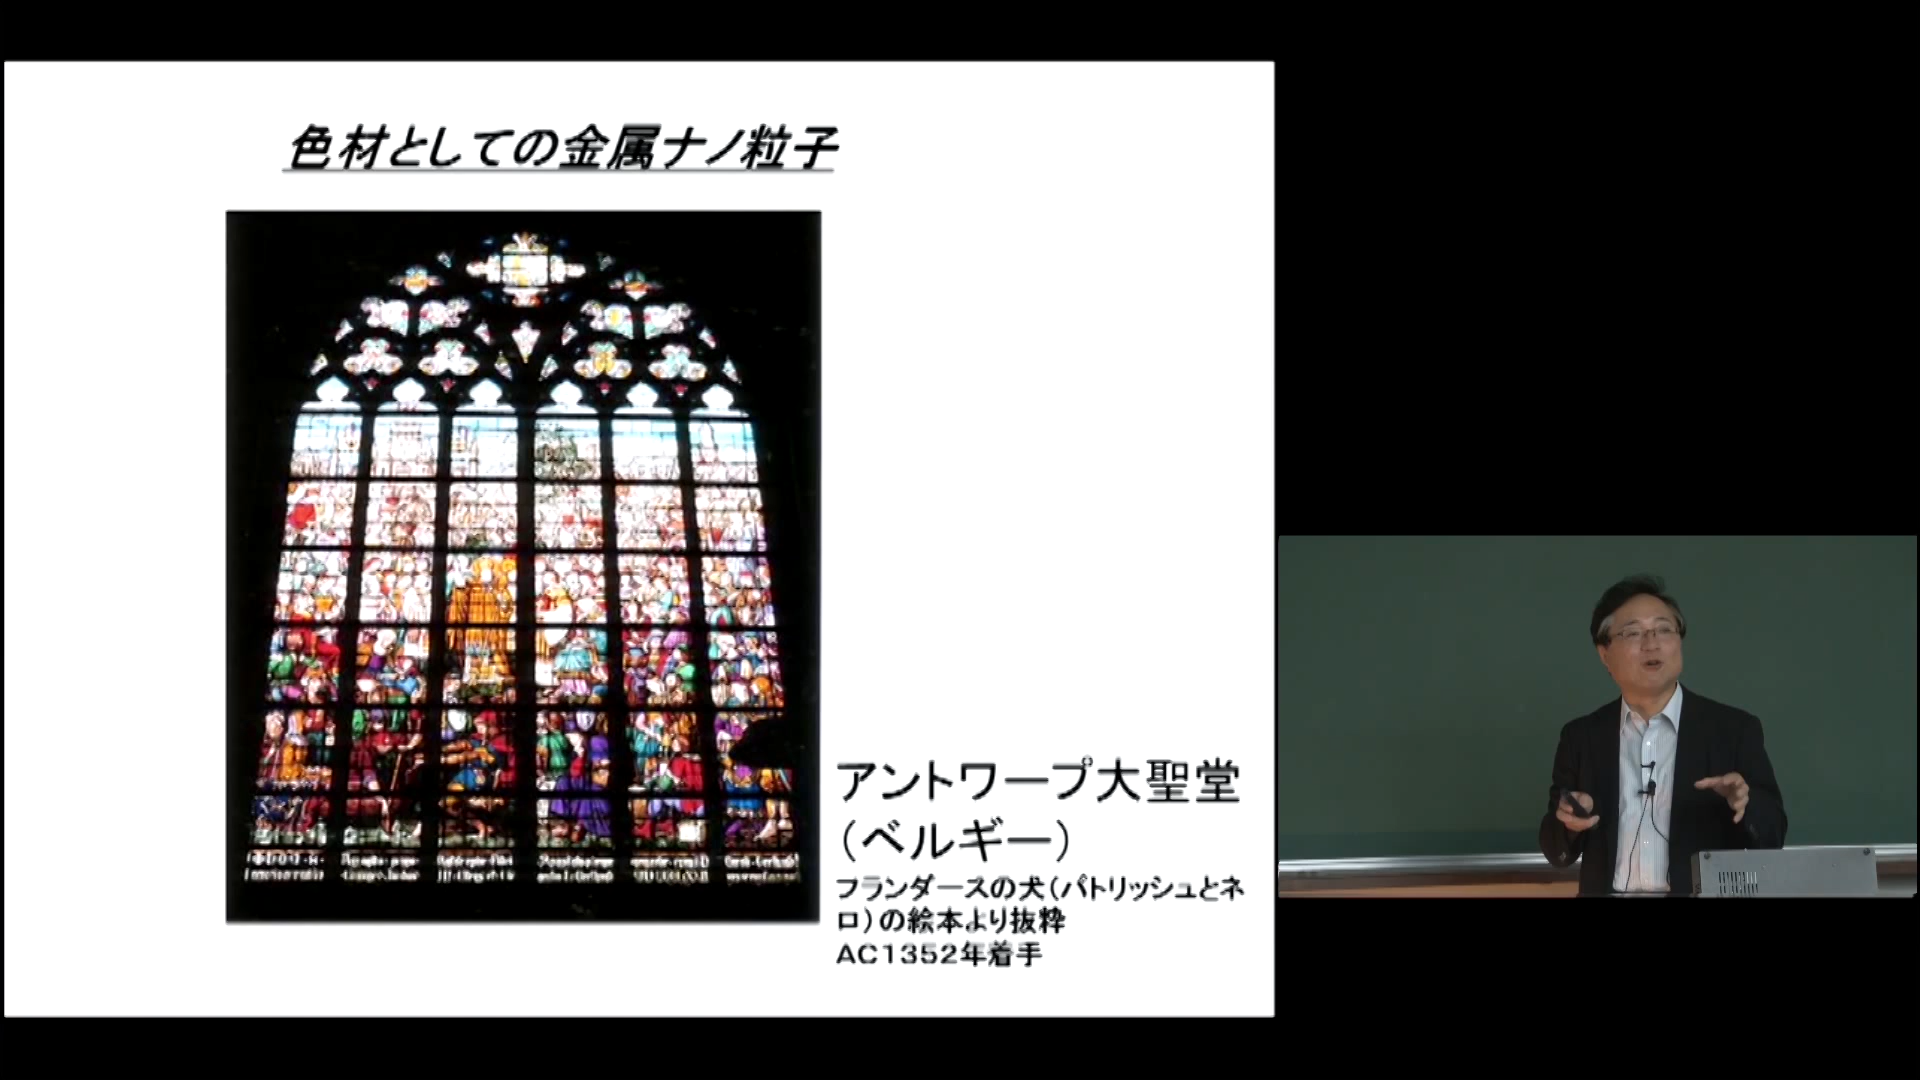 色材としての金属ナノ粒子
アントワープ大聖堂
（ベルギー）
フランダースの犬（パトリッシュとネ
ロ）の絵本より抜粋
AC1352年着手